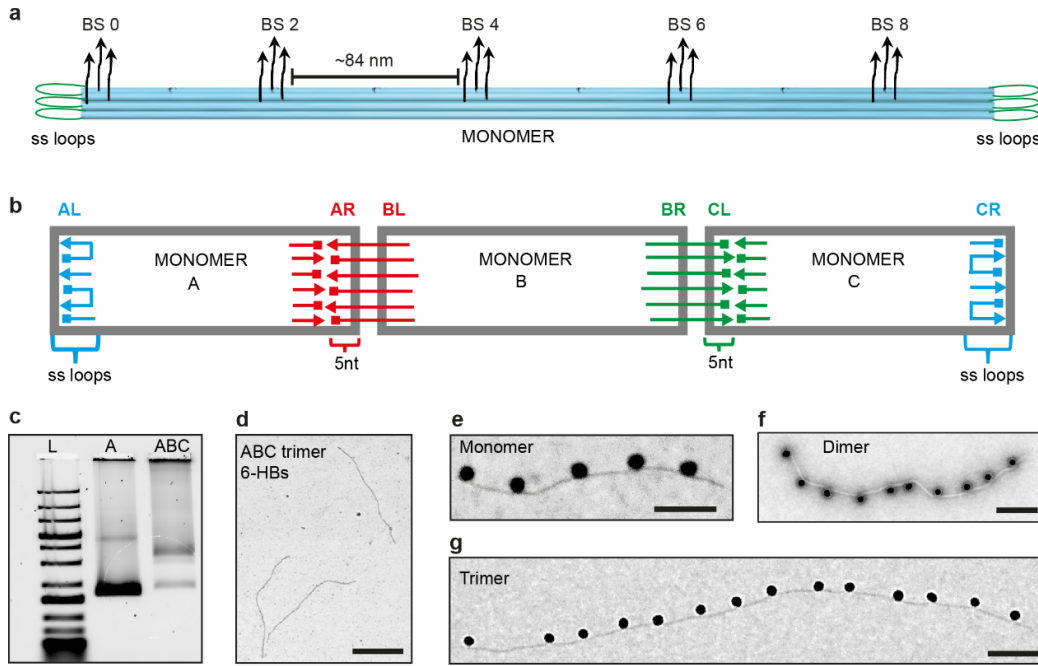 a
BS 0 BS 2 BS 4 BS 6 BS 8
~84 nm
ss loops MONOMER ss loops
b
AL AR BL BR CL CR
MONOMER A
MONOMER B
MONOMER C
ss loops 5nt 5nt ss loops
c
L A ABC
d
ABC trimer
6-HBs
e
Monomer
f
Dimer
g
Trimer